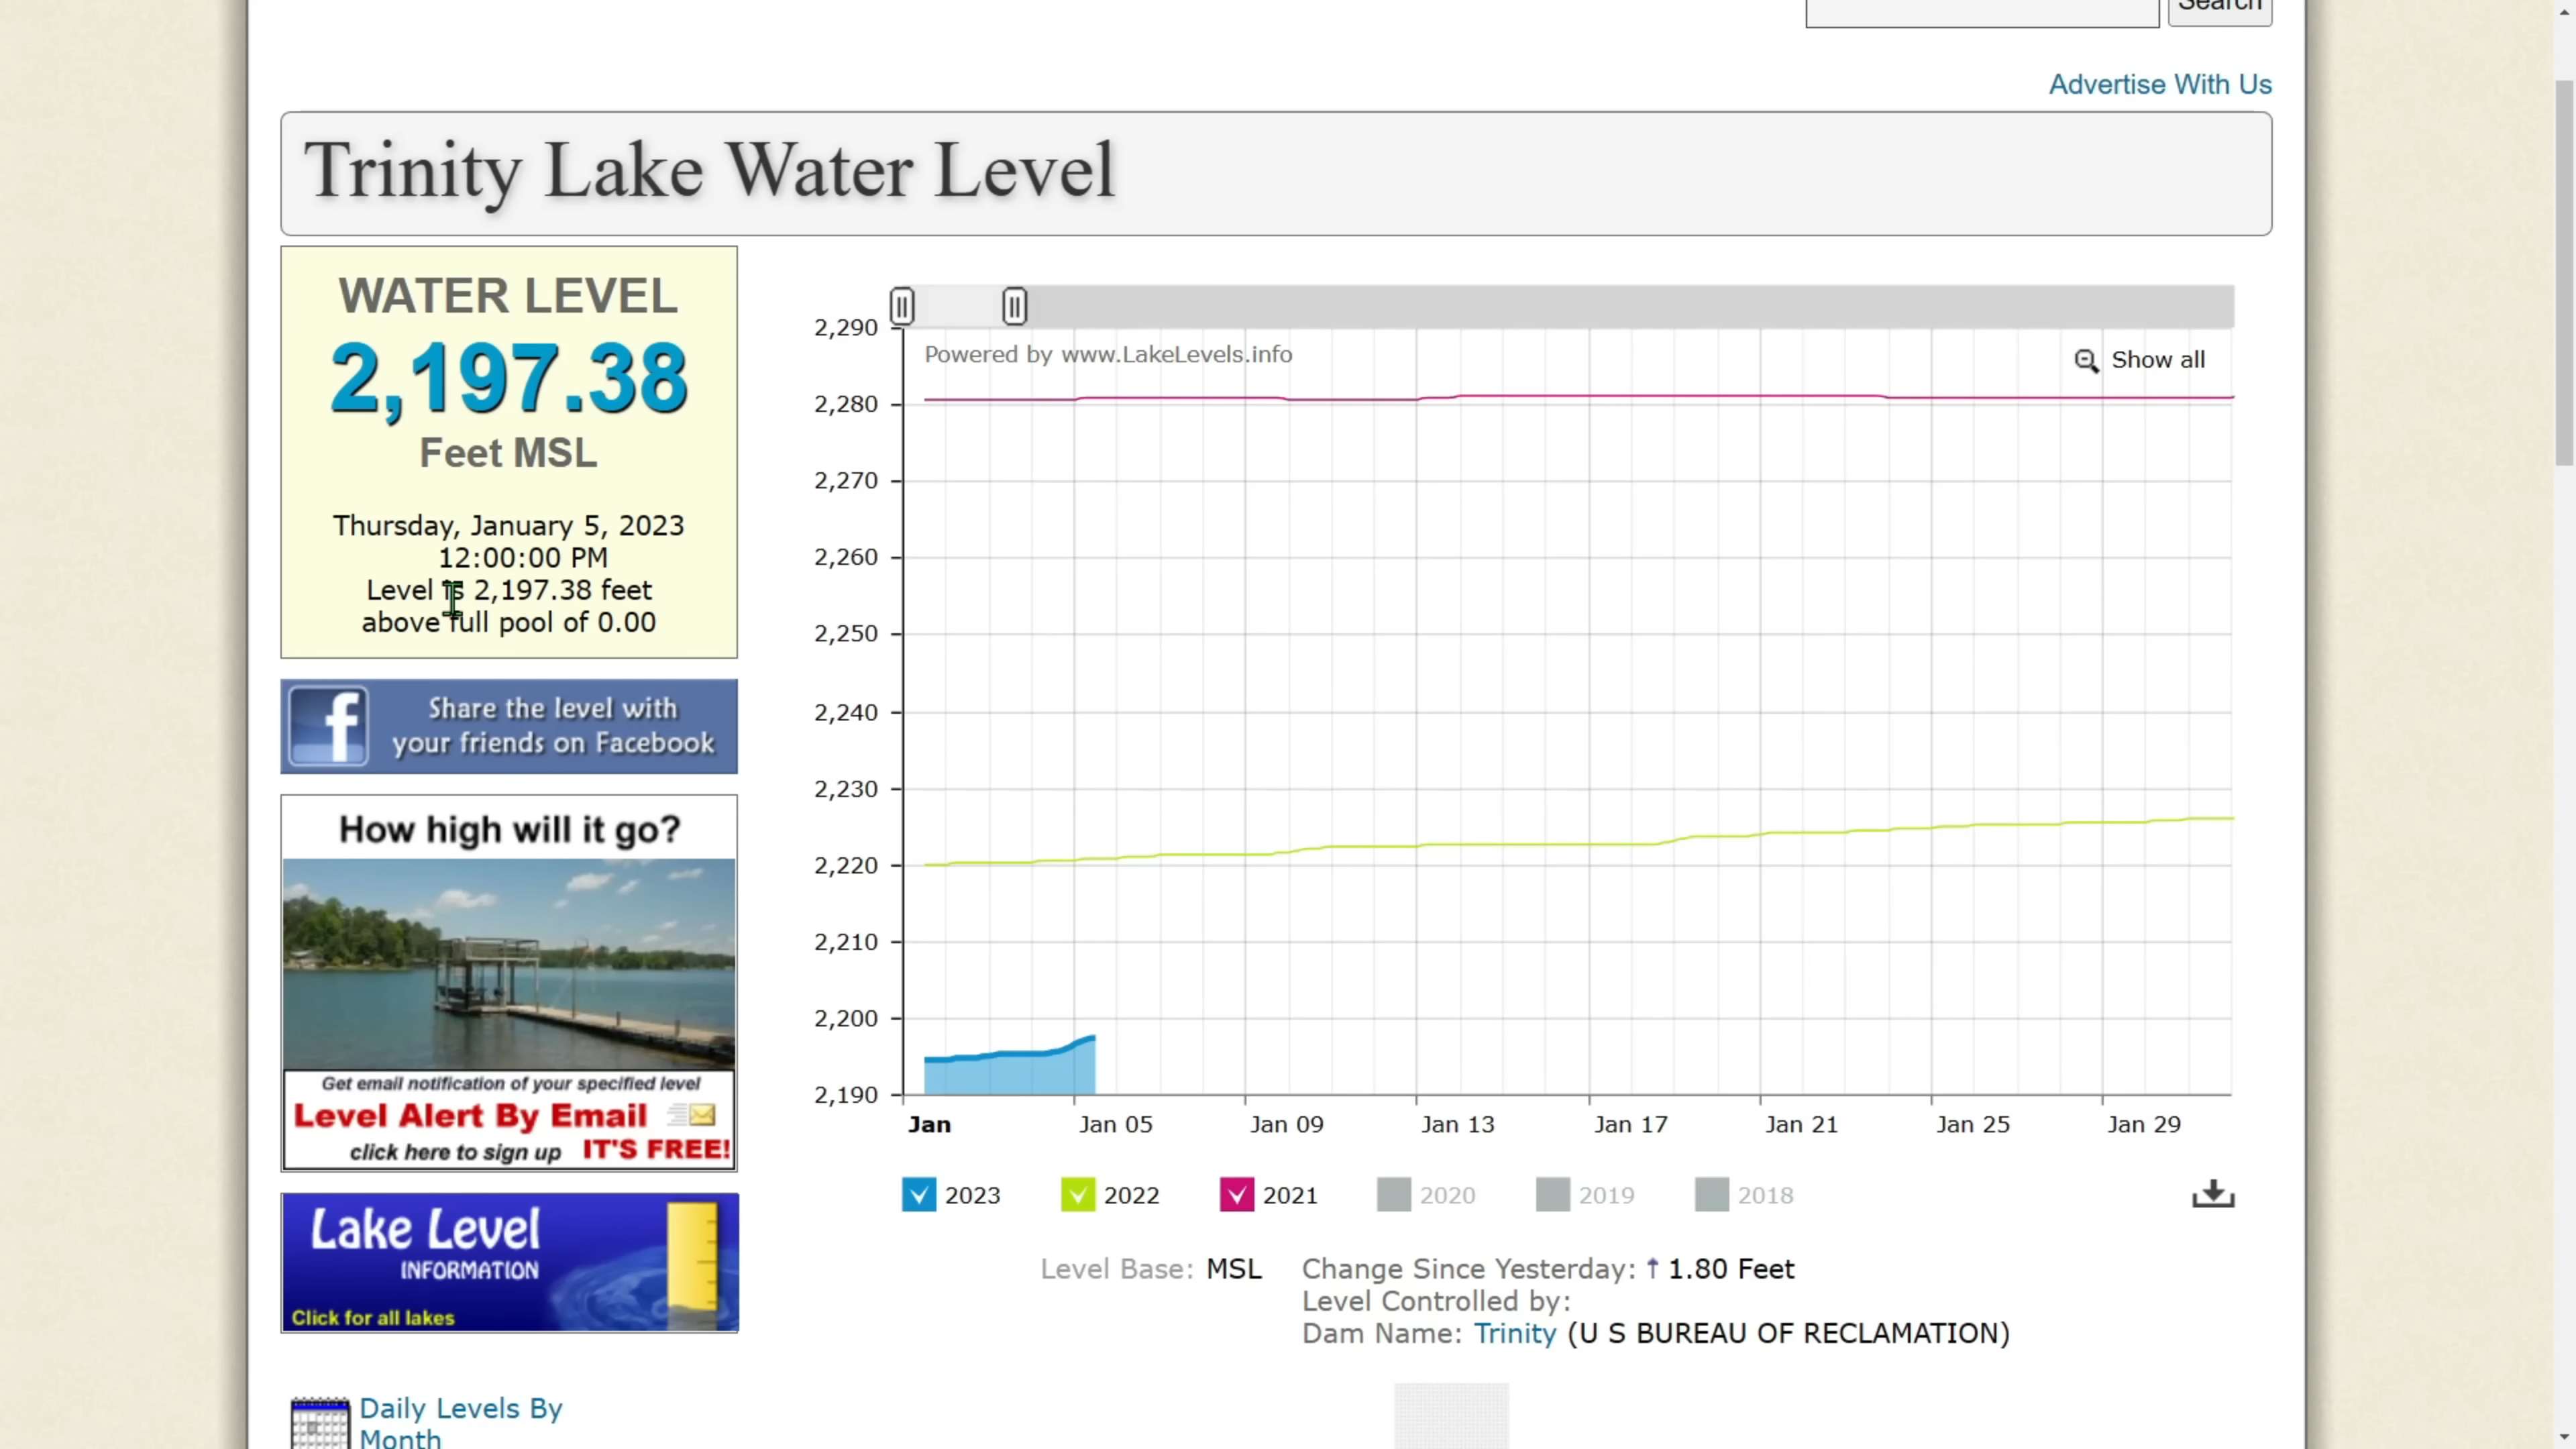 Search
Advertise With Us
Trinity Lake Water Level
WATER LEVEL
2,197.38
Feet MSL
Thursday, January 5, 2023
12:00:00 PM
Level is 2,197.38 feet
above full pool of 0.00
Share the level with
your friends on Facebook
How high will it go?
Get email notification of your specified level
Level Alert By Email
click here to sign up IT'S FREE!
Lake Level
INFORMATION
Click for all lakes
Daily Levels By
Month
Powered by www.LakeLevels.info
Show all
2,290
2,280
2,270
2,260
2,250
2,240
2,230
2,220
2,210
2,200
2,190
Jan Jan 05 Jan 09 Jan 13 Jan 17 Jan 21 Jan 25 Jan 29
2023 2022 2021 2020 2019 2018
Level Base: MSL
Change Since Yesterday: ↑ 1.80 Feet
Level Controlled by:
Dam Name: Trinity (U S BUREAU OF RECLAMATION)